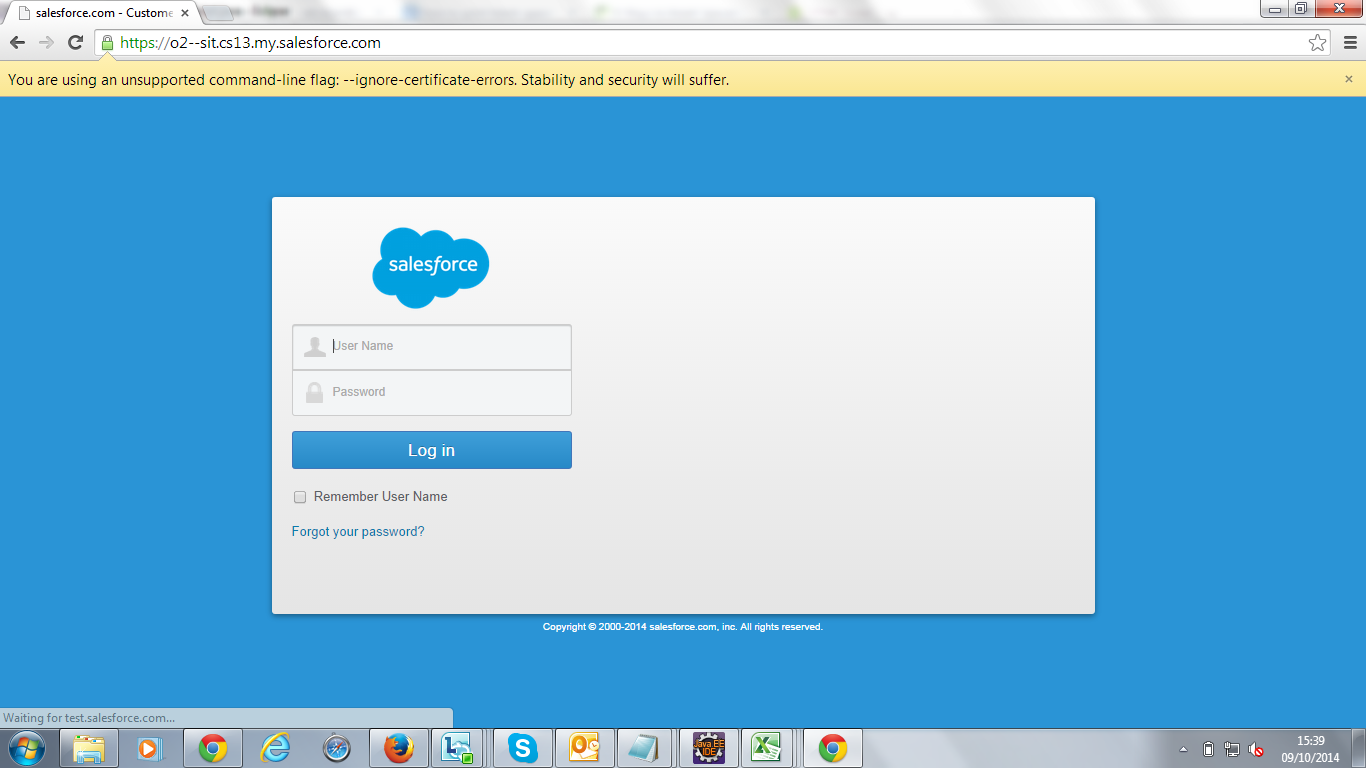 salesforce.com - Custome
https://o2--sit.cs13.my.salesforce.com
You are using an unsupported command-line flag: --ignore-certificate-errors. Stability and security will suffer.
salesforce
User Name
Password
Log in
Remember User Name
Forgot your password?
Copyright © 2000-2014 salesforce.com, inc. All rights reserved.
Waiting for test.salesforce.com...
Java EE
IDE
15:39
09/10/2014